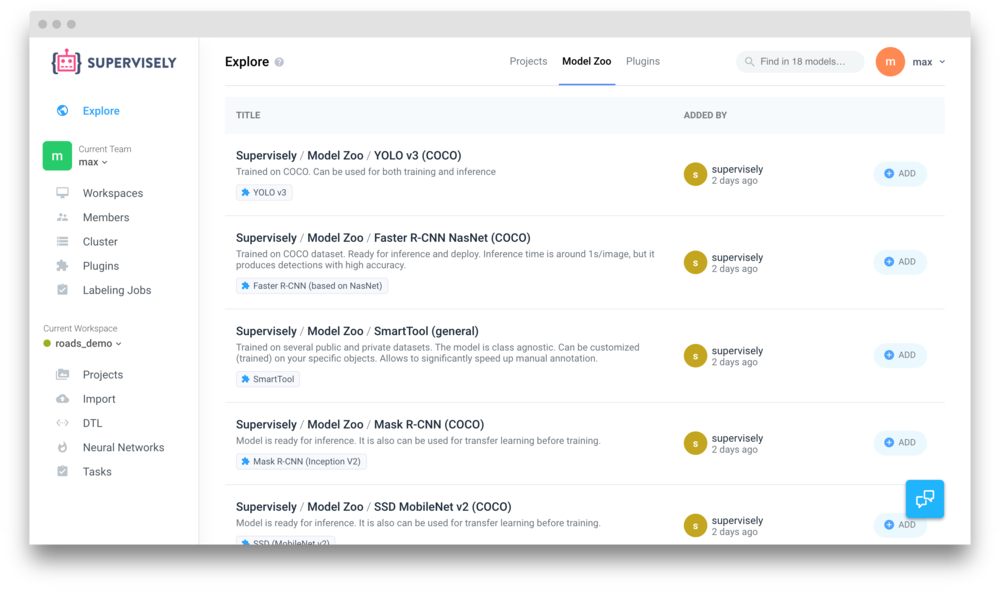 SUPERVISELY
Explore
Projects
Model Zoo
Plugins
Find in 18 models...
m
max
Explore
m
Current Team
max
Workspaces
Members
Cluster
Plugins
Labeling Jobs
Current Workspace
roads_demo
Projects
Import
DTL
Neural Networks
Tasks
TITLE
ADDED BY
Supervisely / Model Zoo / YOLO v3 (COCO)
Trained on COCO. Can be used for both training and inference
YOLO v3
s
supervisely
2 days ago
ADD
Supervisely / Model Zoo / Faster R-CNN NasNet (COCO)
Trained on COCO dataset. Ready for inference and deploy. Inference time is around 1s/image, but it
produces detections with high accuracy.
Faster R-CNN (based on NasNet)
s
supervisely
2 days ago
ADD
Supervisely / Model Zoo / SmartTool (general)
Trained on several public and private datasets. The model is class agnostic. Can be customized
(trained) on your specific objects. Allows to significantly speed up manual annotation.
SmartTool
s
supervisely
2 days ago
ADD
Supervisely / Model Zoo / Mask R-CNN (COCO)
Model is ready for inference. It is also can be used for transfer learning before training.
Mask R-CNN (Inception V2)
s
supervisely
2 days ago
ADD
Supervisely / Model Zoo / SSD MobileNet v2 (COCO)
Model is ready for inference. It is also can be used for transfer learning before training.
SSD (MobileNet v2)
s
supervisely
2 days ago
ADD